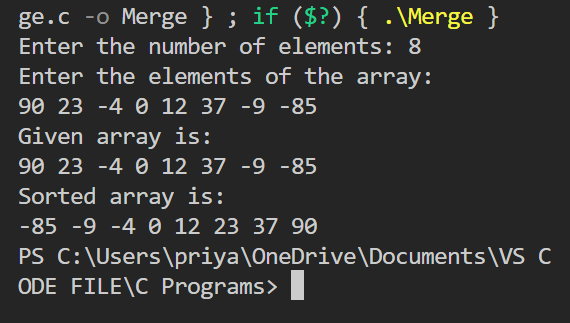 ge.c -o Merge } ; if ($?) { .\Merge }
Enter the number of elements: 8
Enter the elements of the array:
90 23 -4 0 12 37 -9 -85
Given array is:
90 23 -4 0 12 37 -9 -85
Sorted array is:
-85 -9 -4 0 12 23 37 90
PS C:\Users\priya\OneDrive\Documents\VS C
ODE FILE\C Programs>